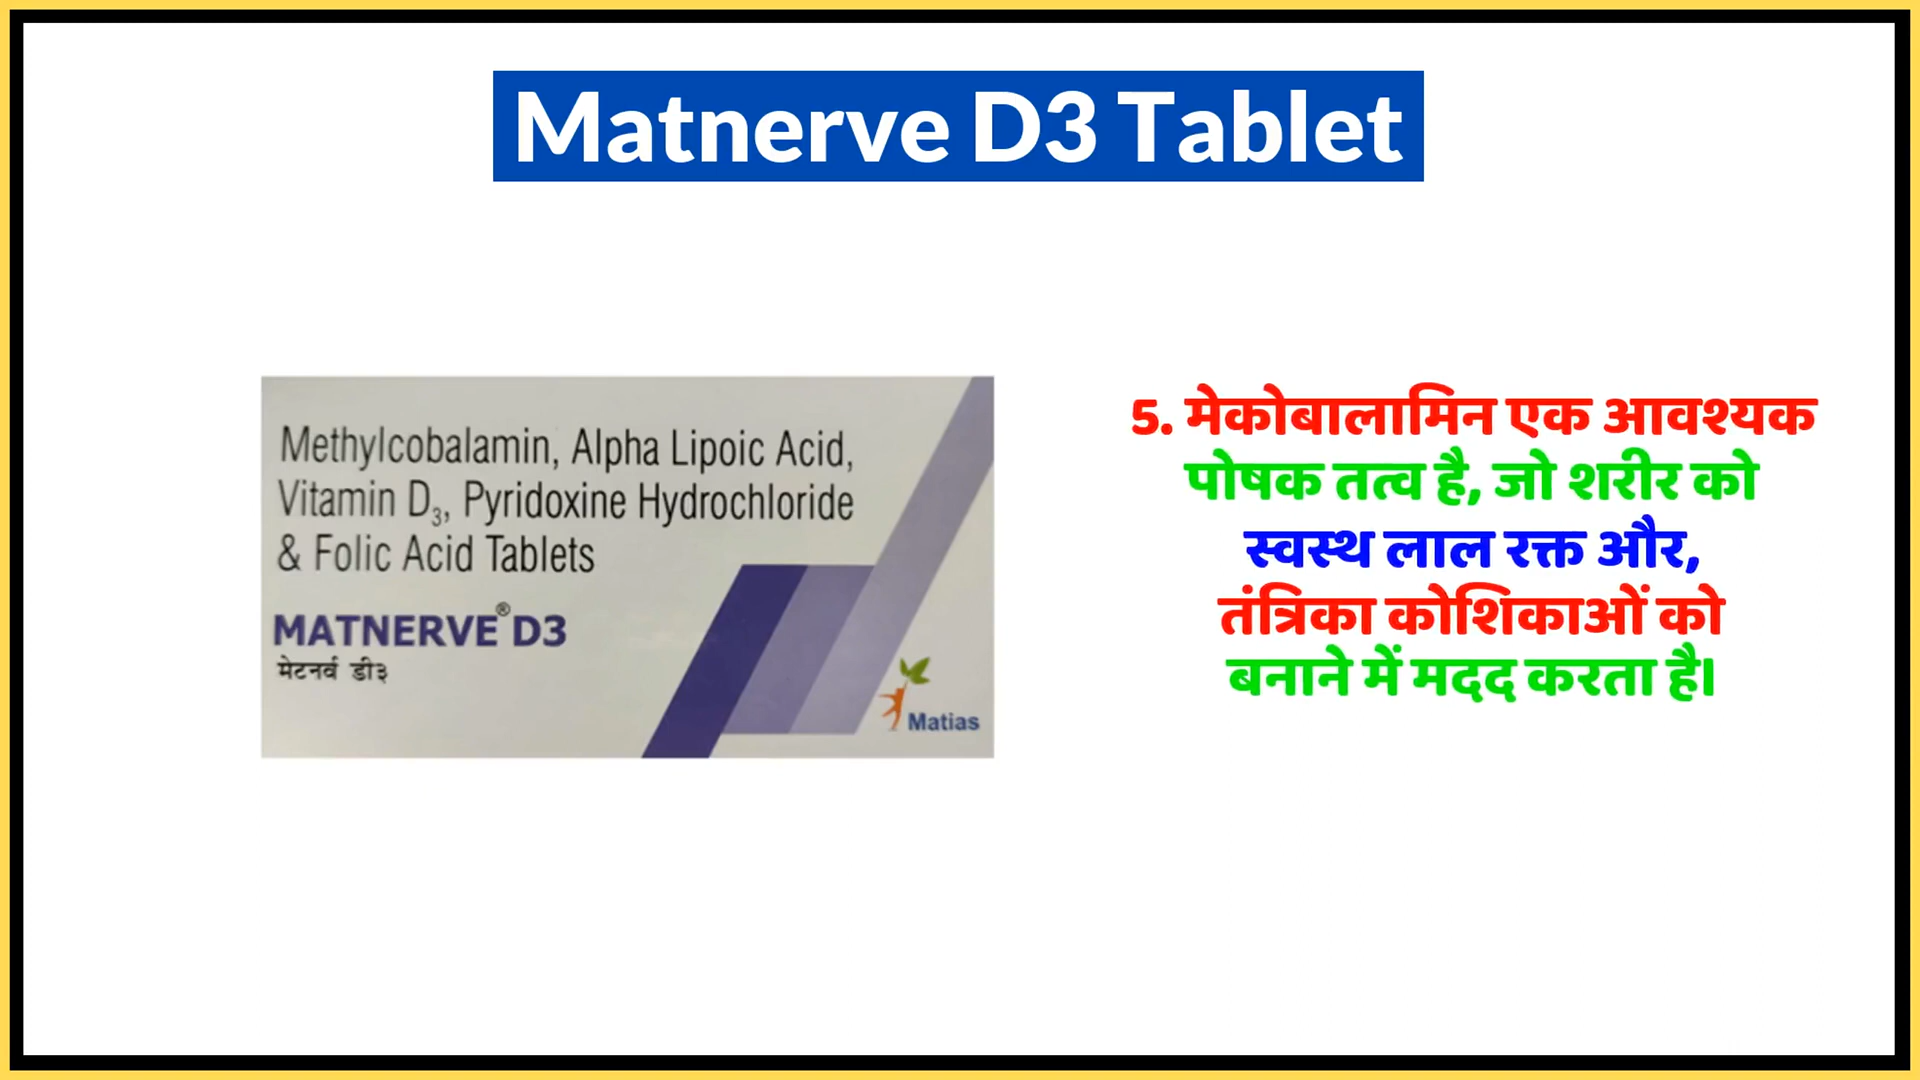 Matnerve D3 Tablet
Methylcobalamin, Alpha Lipoic Acid,
Vitamin D3, Pyridoxine Hydrochloride
& Folic Acid Tablets
MATNERVE® D3
मेटनर्व डी३
Matias
5. मेकोबालामिन एक आवश्यक
पोषक तत्व है, जो शरीर को
स्वस्थ लाल रक्त और,
तंत्रिका कोशिकाओं को
बनाने में मदद करता है।